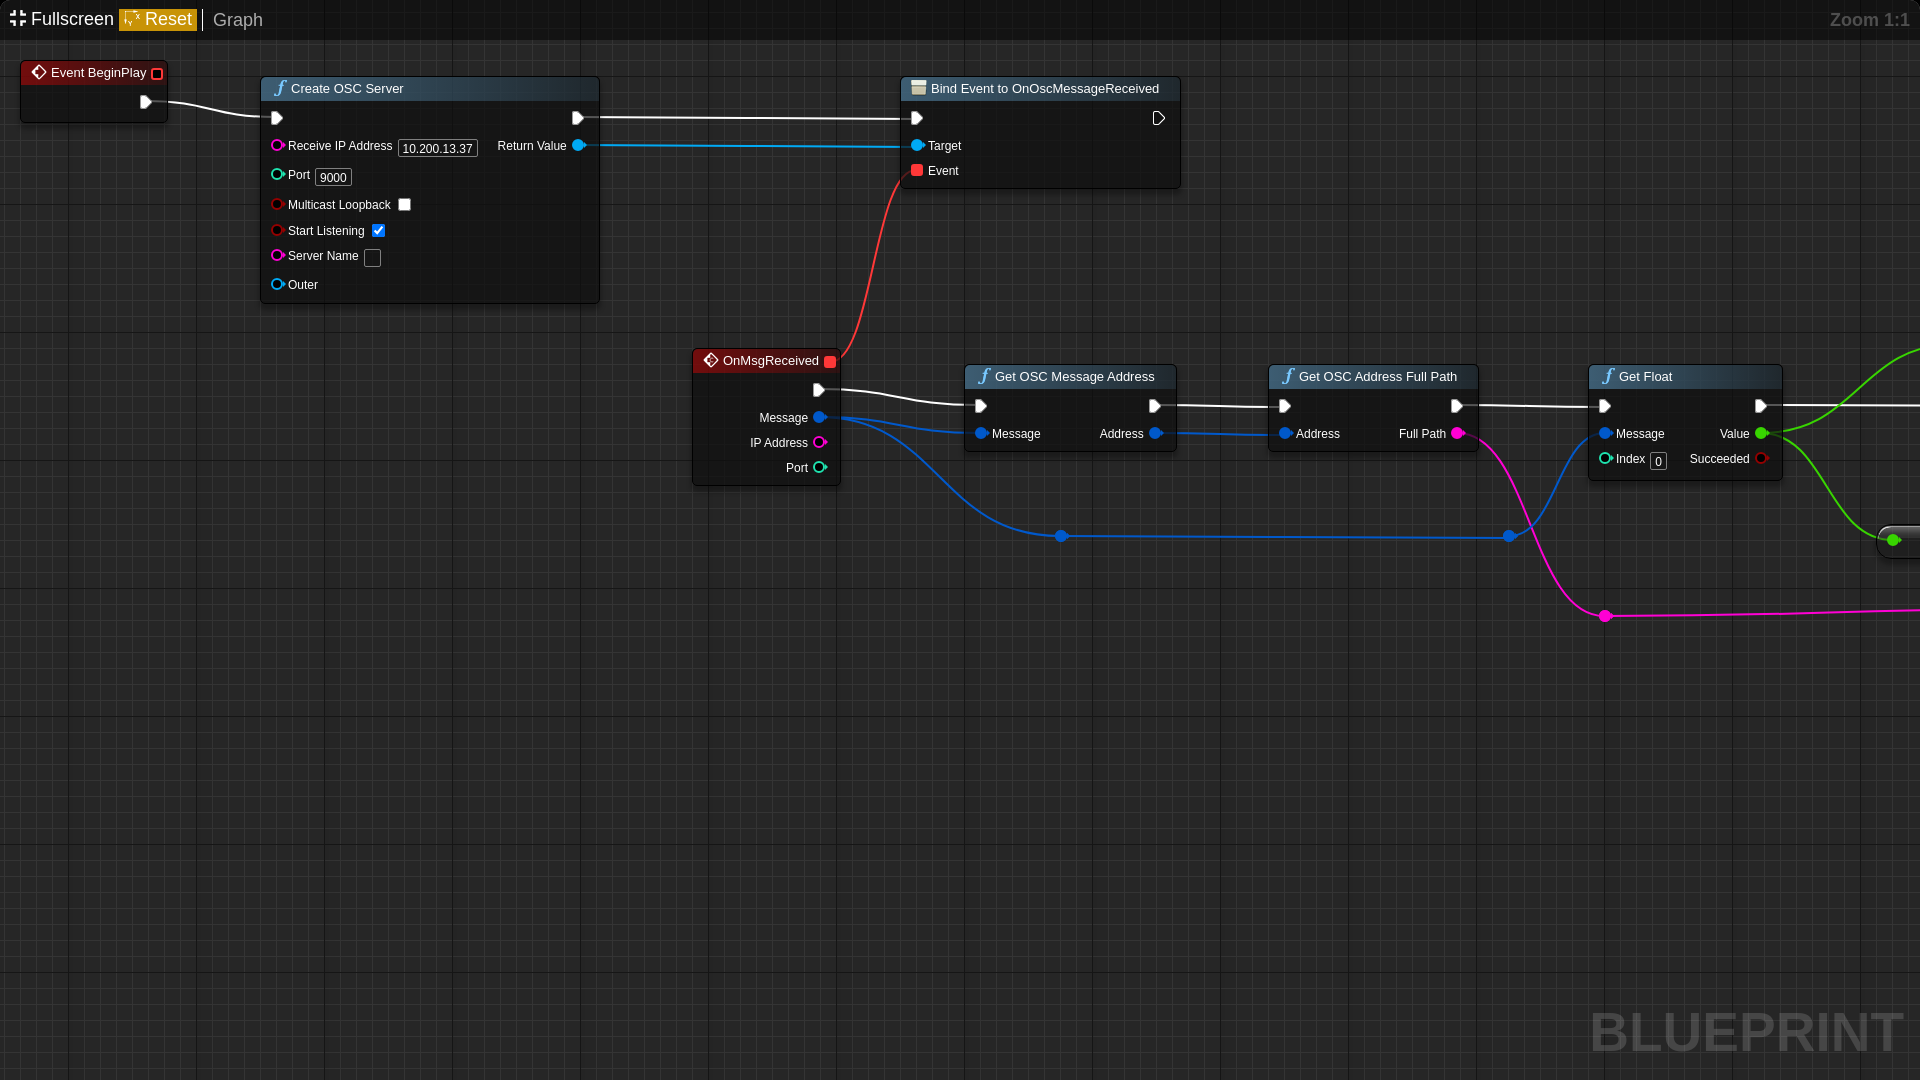 Fullscreen Reset Graph Zoom 1:1
Event BeginPlay
Create OSC Server
Receive IP Address 10.200.13.37 Return Value
Port 9000
Multicast Loopback
Start Listening
Server Name
Outer
Bind Event to OnOscMessageReceived
Target
Event
OnMsgReceived
Message
IP Address
Port
Get OSC Message Address
Message Address
Get OSC Address Full Path
Address Full Path
Get Float
Message Value
Index 0 Succeeded
BLUEPRINT